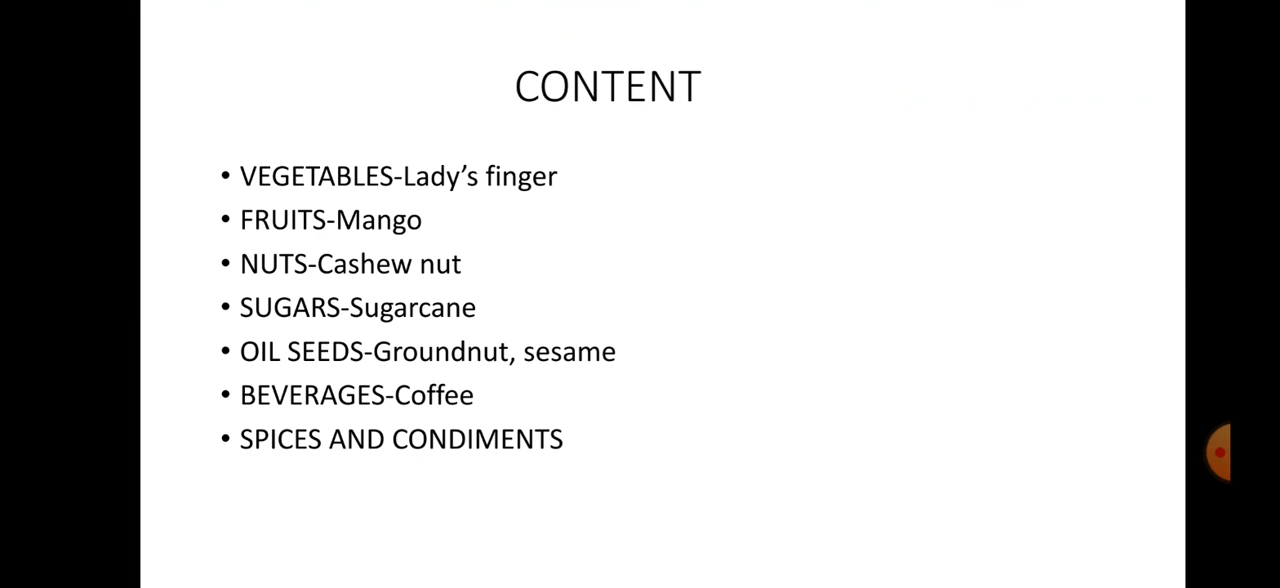 CONTENT
• VEGETABLES-Lady’s finger
• FRUITS-Mango
• NUTS-Cashew nut
• SUGARS-Sugarcane
• OIL SEEDS-Groundnut, sesame
• BEVERAGES-Coffee
• SPICES AND CONDIMENTS